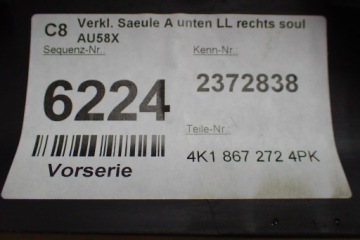 C8 Verkl. Saeule A unten LL rechts soul
AU58X
Sequenz-Nr.:
Kenn-Nr.:
6224
2372838
Teile-Nr.:
Vorserie
4K1 867 272 4PK